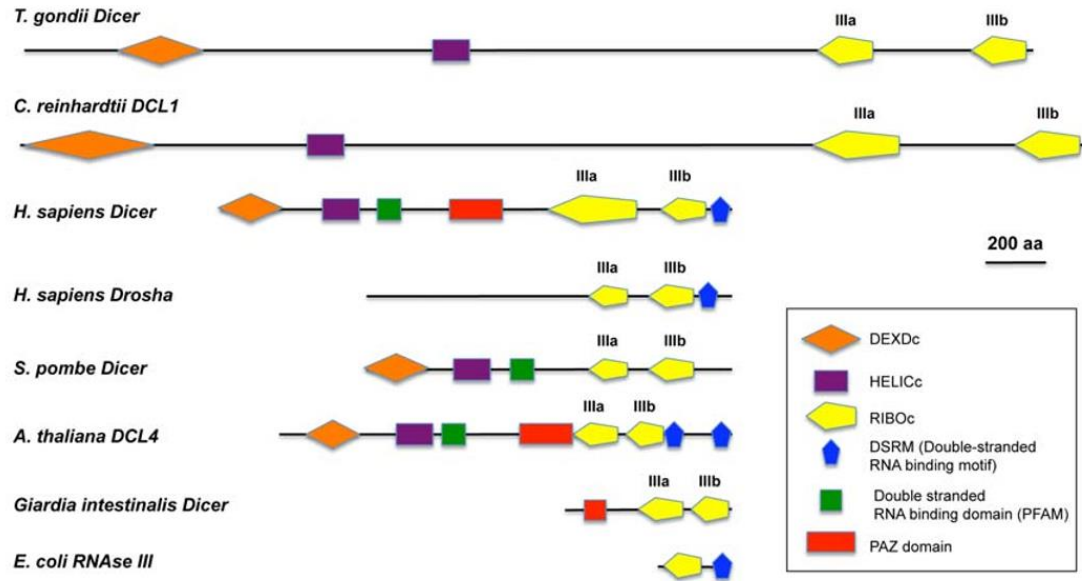 T. gondii Dicer
IIIa IIIb
C. reinhardtii DCL1
IIIa IIIb
H. sapiens Dicer
IIIa IIIb
200 aa
H. sapiens Drosha
IIIa IIIb
S. pombe Dicer
IIIa IIIb
A. thaliana DCL4
IIIa IIIb
Giardia intestinalis Dicer
IIIa IIIb
E. coli RNAse III
DEXDc
HELICc
RIBOc
DSRM (Double-stranded
RNA binding motif)
Double stranded
RNA binding domain (PFAM)
PAZ domain